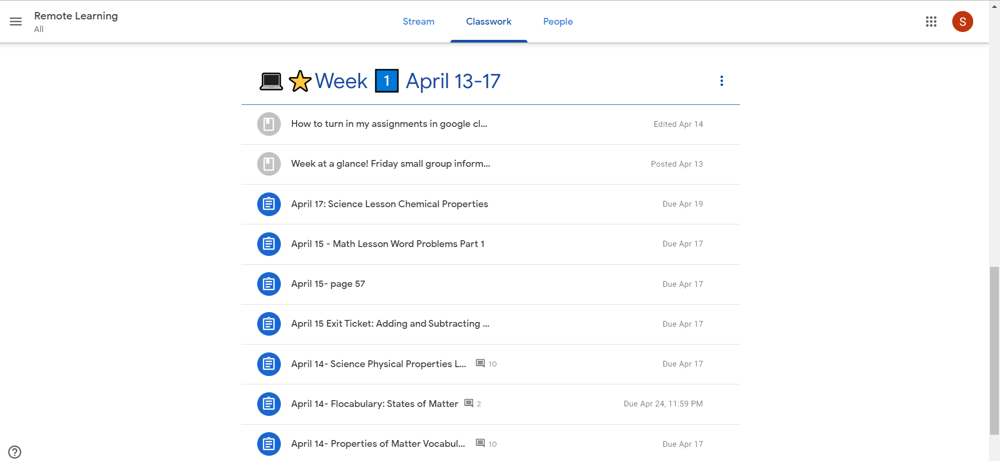 Remote Learning
All
Stream
Classwork
People
S
Week 1 April 13-17
How to turn in my assignments in google cl...
Edited Apr 14
Week at a glance! Friday small group inform...
Posted Apr 13
April 17: Science Lesson Chemical Properties
Due Apr 19
April 15 - Math Lesson Word Problems Part 1
Due Apr 17
April 15- page 57
Due Apr 17
April 15 Exit Ticket: Adding and Subtracting ...
Due Apr 17
April 14- Science Physical Properties L...
10
Due Apr 17
April 14- Flocabulary: States of Matter
2
Due Apr 24, 11:59 PM
April 14- Properties of Matter Vocabul...
10
Due Apr 17